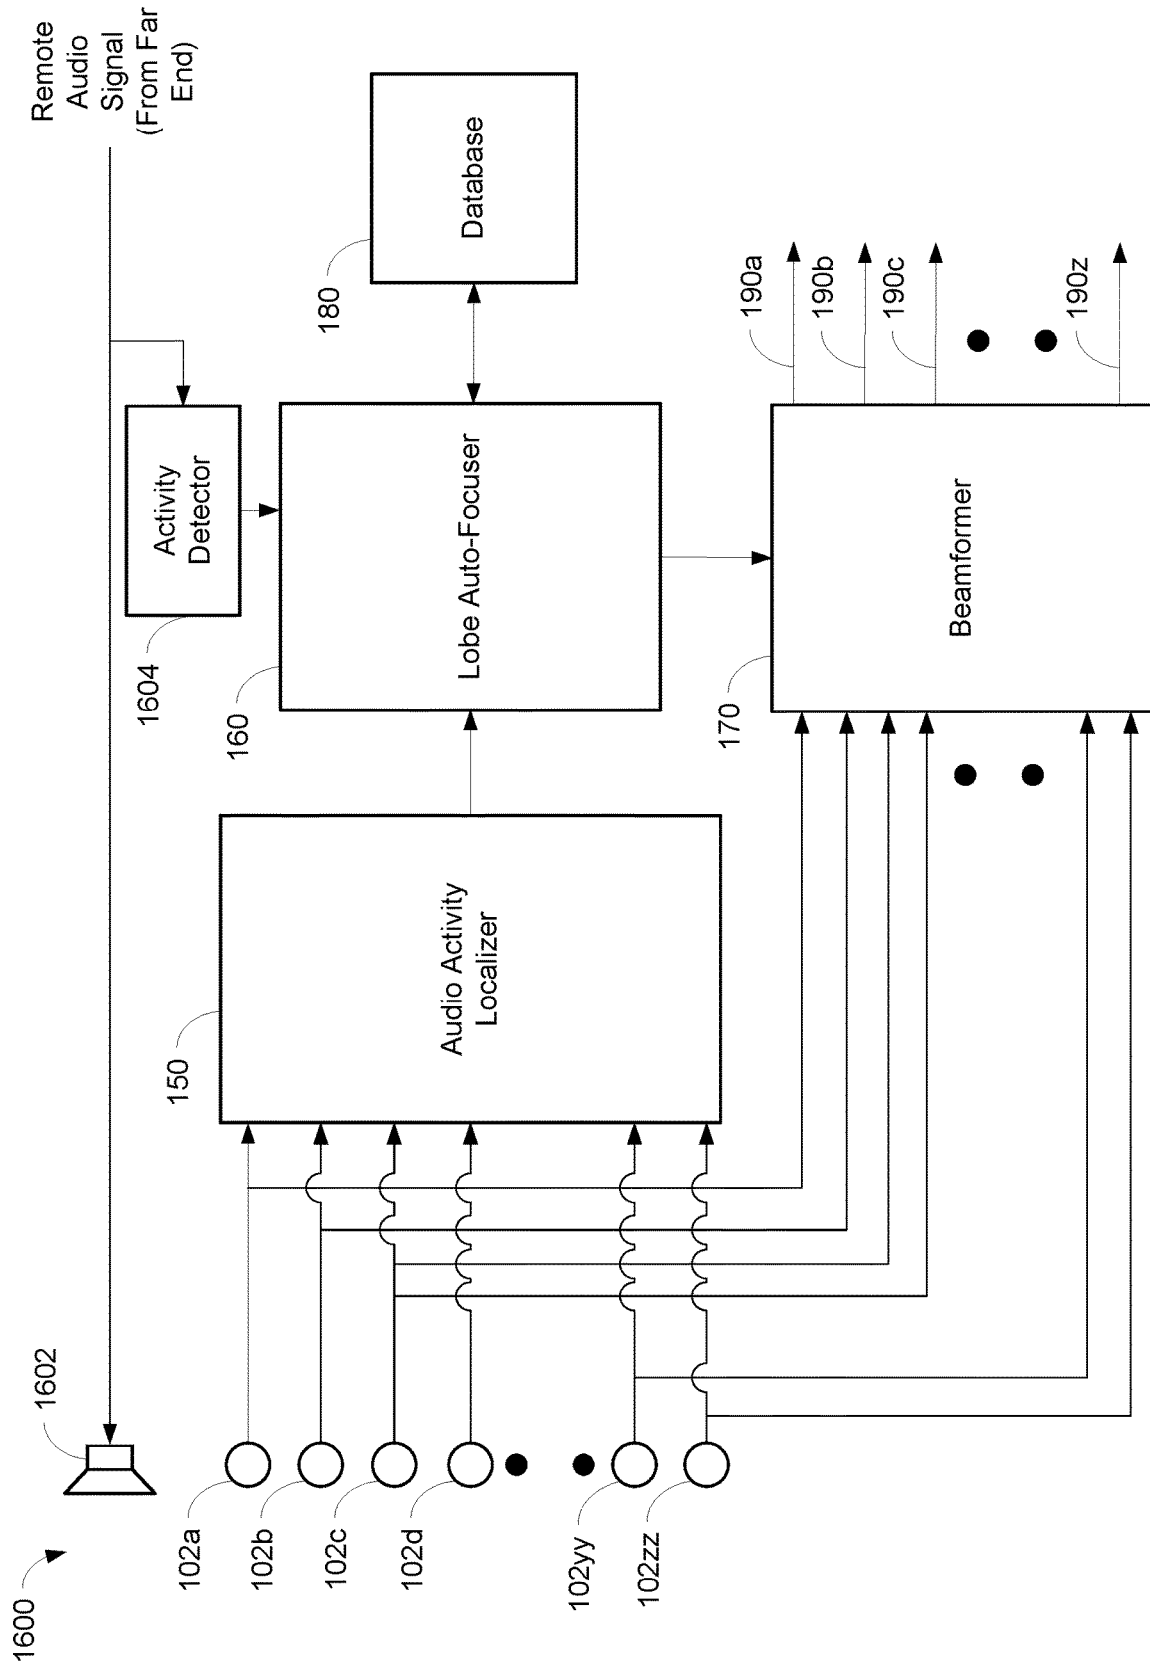 1600
1602
Remote
Audio
Signal
(From Far
End)
1604
Activity
Detector
102a
102b
102c
102d
102yy
102zz
150
Audio Activity
Localizer
160
Lobe Auto-Focuser
180
Database
170
Beamformer
190a
190b
190c
190z